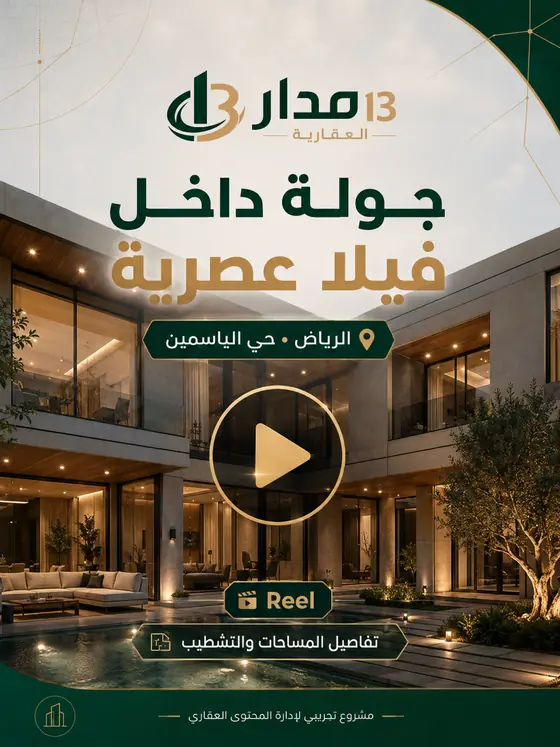 مدار 13
العقارية
جولة داخل
فيلا عصرية
الرياض • حي الياسمين
Reel
تفاصيل المساحات والتشطيب
مشروع تجريبي لإدارة المحتوى العقاري